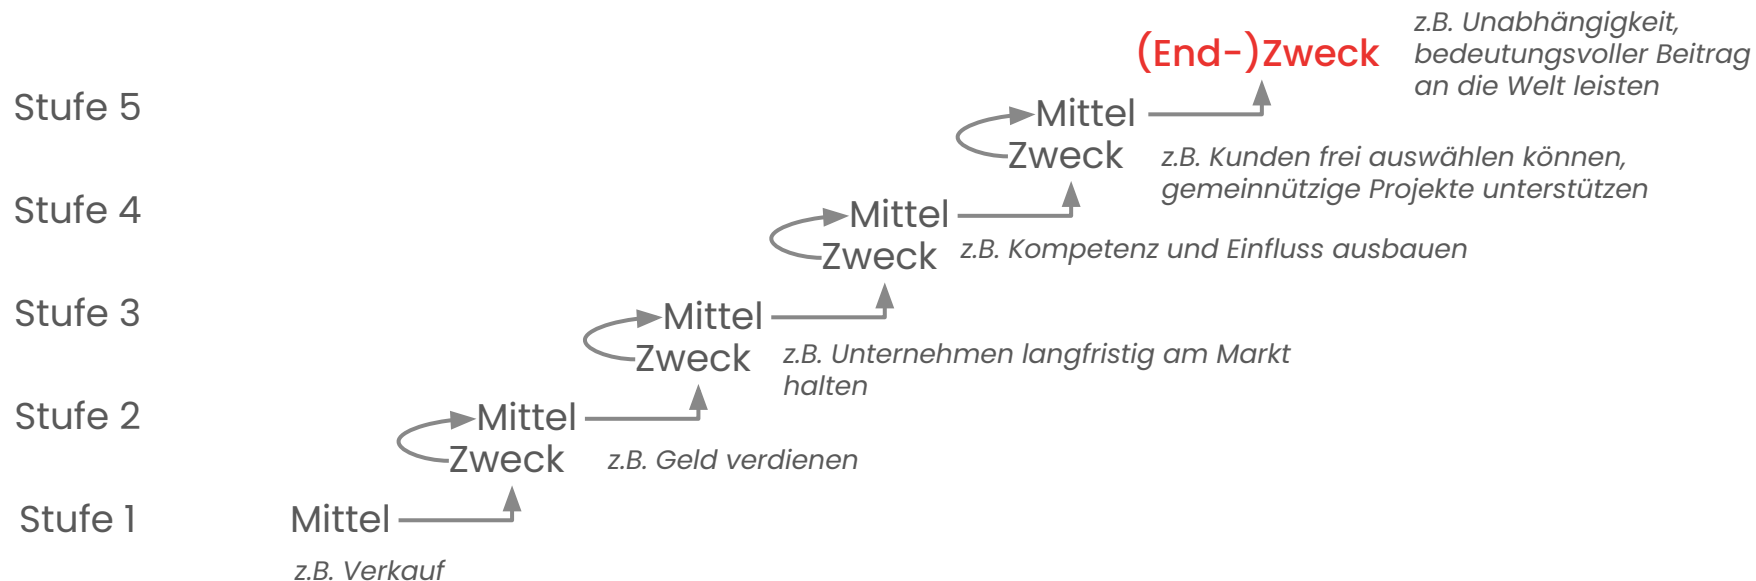 z.B. Unabhängigkeit,
bedeutungsvoller Beitrag
an die Welt leisten
(End-)Zweck
Stufe 5
Mittel
Zweck
z.B. Kunden frei auswählen können,
gemeinnützige Projekte unterstützen
Stufe 4
Mittel
Zweck
z.B. Kompetenz und Einfluss ausbauen
Stufe 3
Mittel
Zweck
z.B. Unternehmen langfristig am Markt
halten
Stufe 2
Mittel
Zweck
z.B. Geld verdienen
Stufe 1
Mittel
z.B. Verkauf